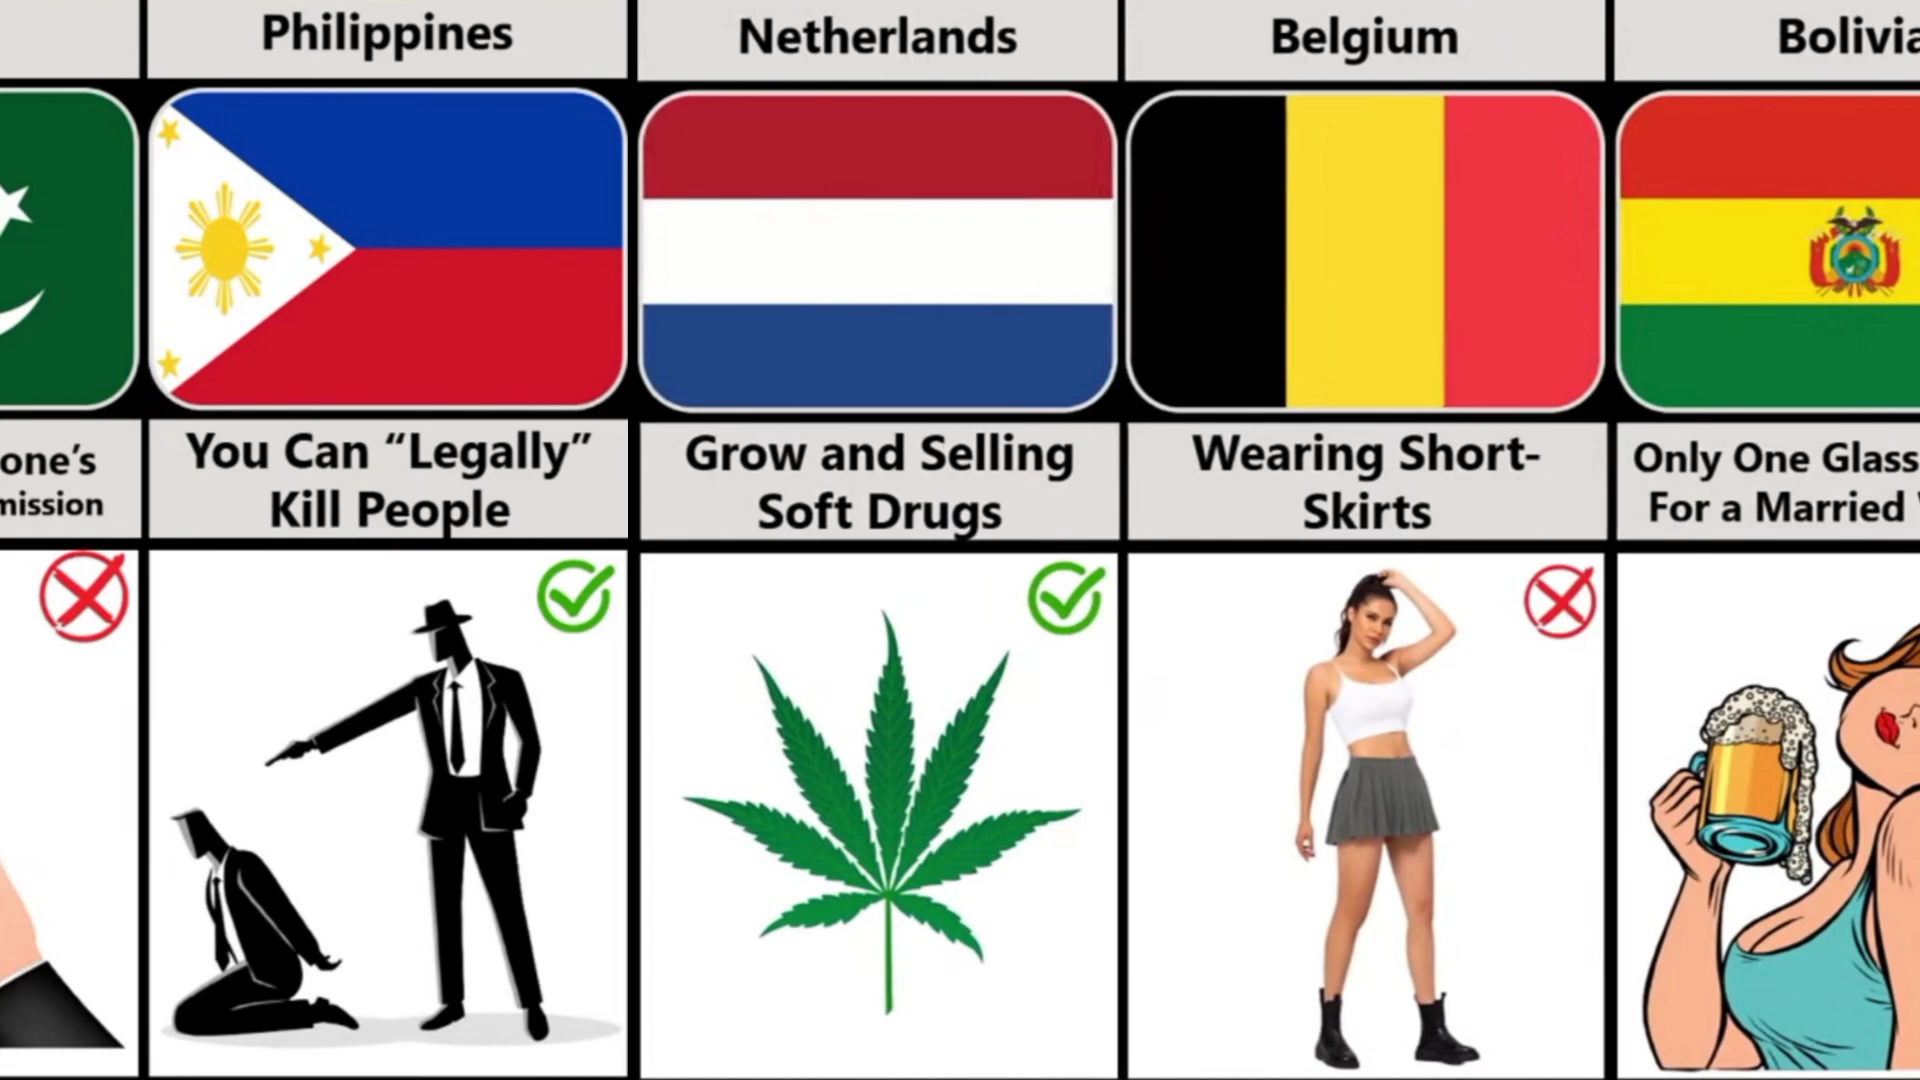 one's
mission
Philippines
You Can “Legally”
Kill People
Netherlands
Grow and Selling
Soft Drugs
Belgium
Wearing Short-
Skirts
Bolivia
Only One Glass
For a Married